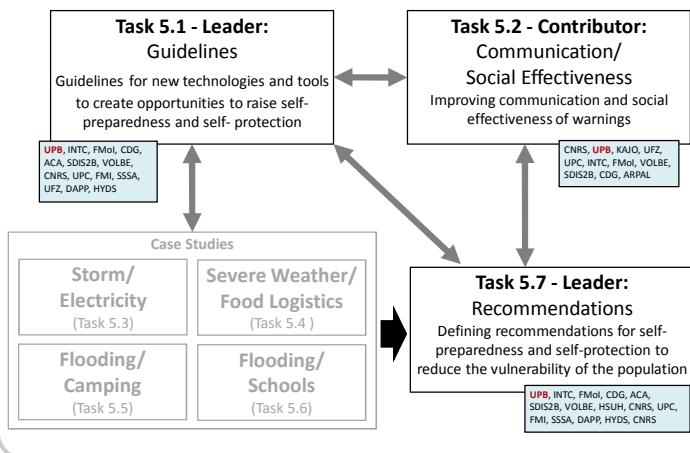 Task 5.1 - Leader:
Guidelines
Guidelines for new technologies and tools
to create opportunities to raise self-
preparedness and self- protection
UPB, INTC, FMoI, CDG,
ACA, SDIS2B, VOLBE,
CNRS, UPC, FMI, SSSA,
UFZ, DAPP, HYDS
Task 5.2 - Contributor:
Communication/
Social Effectiveness
Improving communication and social
effectiveness of warnings
CNRS, UPB, KAJO, UFZ,
UPC, INTC, FMoI, VOLBE,
SDIS2B, CDG, ARPAL
Case Studies
Storm/
Electricity
(Task 5.3)
Severe Weather/
Food Logistics
(Task 5.4 )
Flooding/
Camping
(Task 5.5)
Flooding/
Schools
(Task 5.6)
Task 5.7 - Leader:
Recommendations
Defining recommendations for self-
preparedness and self-protection to
reduce the vulnerability of the population
UPB, INTC, FMoI, CDG, ACA,
SDIS2B, VOLBE, HSUH, CNRS, UPC,
FMI, SSSA, DAPP, HYDS, CNRS